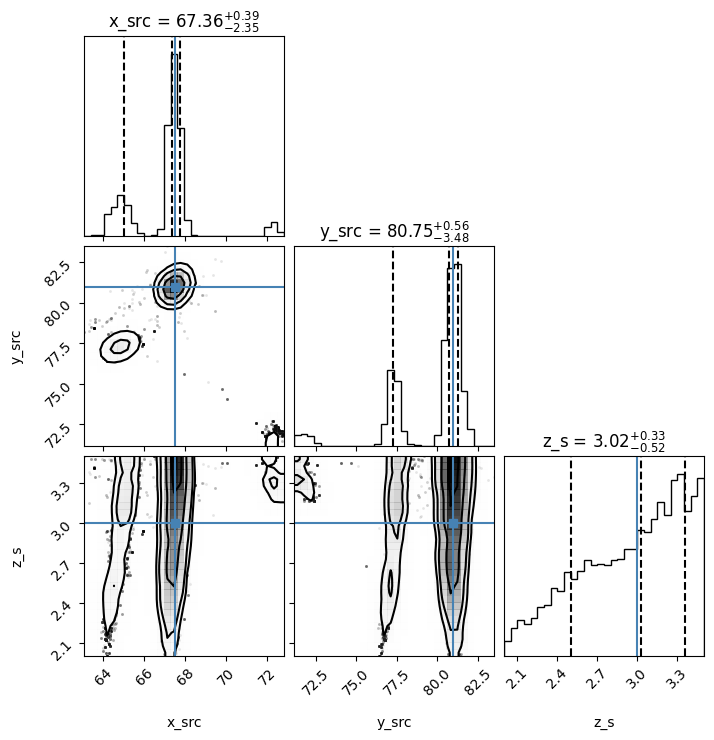 x_src = 67.36+0.39−2.35
82.5
80.0
77.5
75.0
72.5
y_src
y_src = 80.75+0.56−3.48
3.3
3.0
2.7
2.4
2.1
z_s
z_s = 3.02+0.33−0.52
64 66 68 70 72
72.5 75.0 77.5 80.0 82.5
2.1 2.4 2.7 3.0 3.3
x_src y_src z_s